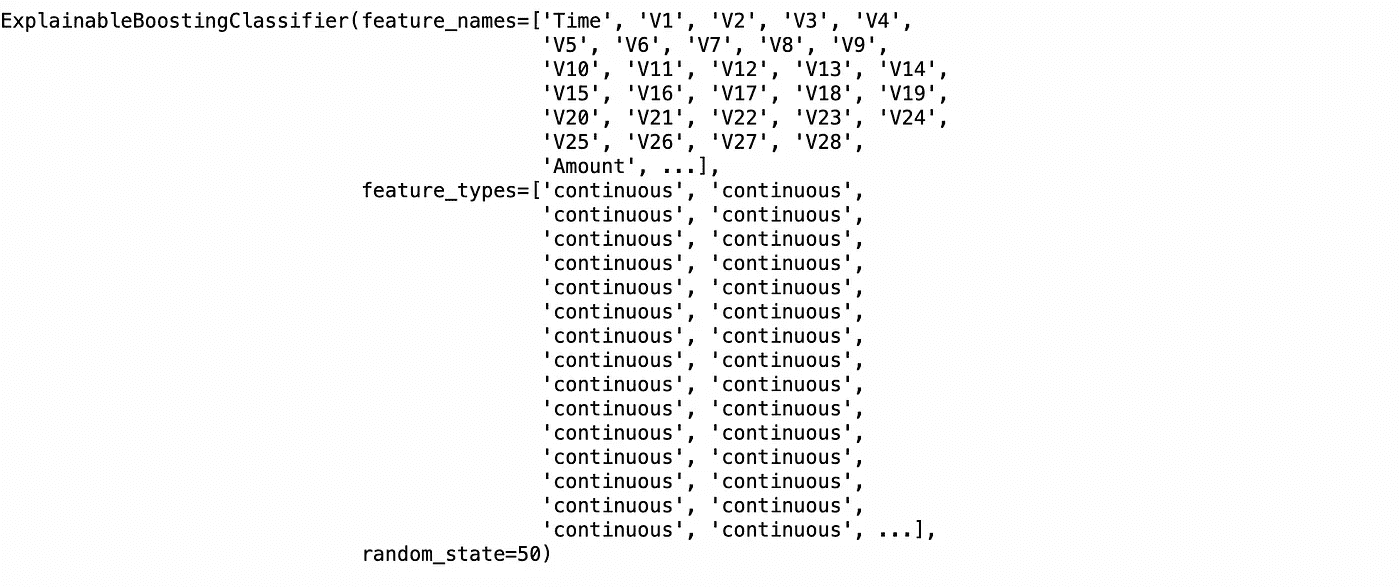 ExplainableBoostingClassifier(feature_names=['Time', 'V1', 'V2', 'V3', 'V4',
'V5', 'V6', 'V7', 'V8', 'V9',
'V10', 'V11', 'V12', 'V13', 'V14',
'V15', 'V16', 'V17', 'V18', 'V19',
'V20', 'V21', 'V22', 'V23', 'V24',
'V25', 'V26', 'V27', 'V28',
'Amount', ...],
feature_types=['continuous', 'continuous',
'continuous', 'continuous',
'continuous', 'continuous',
'continuous', 'continuous',
'continuous', 'continuous',
'continuous', 'continuous',
'continuous', 'continuous',
'continuous', 'continuous',
'continuous', 'continuous',
'continuous', 'continuous',
'continuous', 'continuous',
'continuous', 'continuous',
'continuous', 'continuous',
'continuous', 'continuous',
'continuous', 'continuous', ...],
random_state=50)